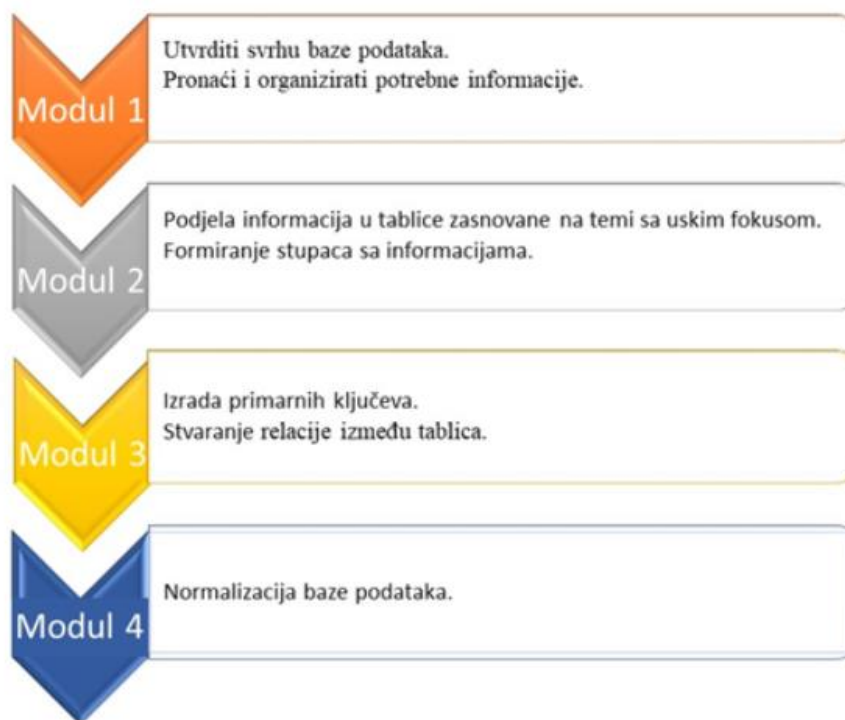 Modul 1
Utvrditi svrhu baze podataka.
Pronaći i organizirati potrebne informacije.
Modul 2
Podjela informacija u tablice zasnovane na temi sa uskim fokusom.
Formiranje stupaca sa informacijama.
Modul 3
Izrada primarnih ključeva.
Stvaranje relacije između tablica.
Modul 4
Normalizacija baze podataka.